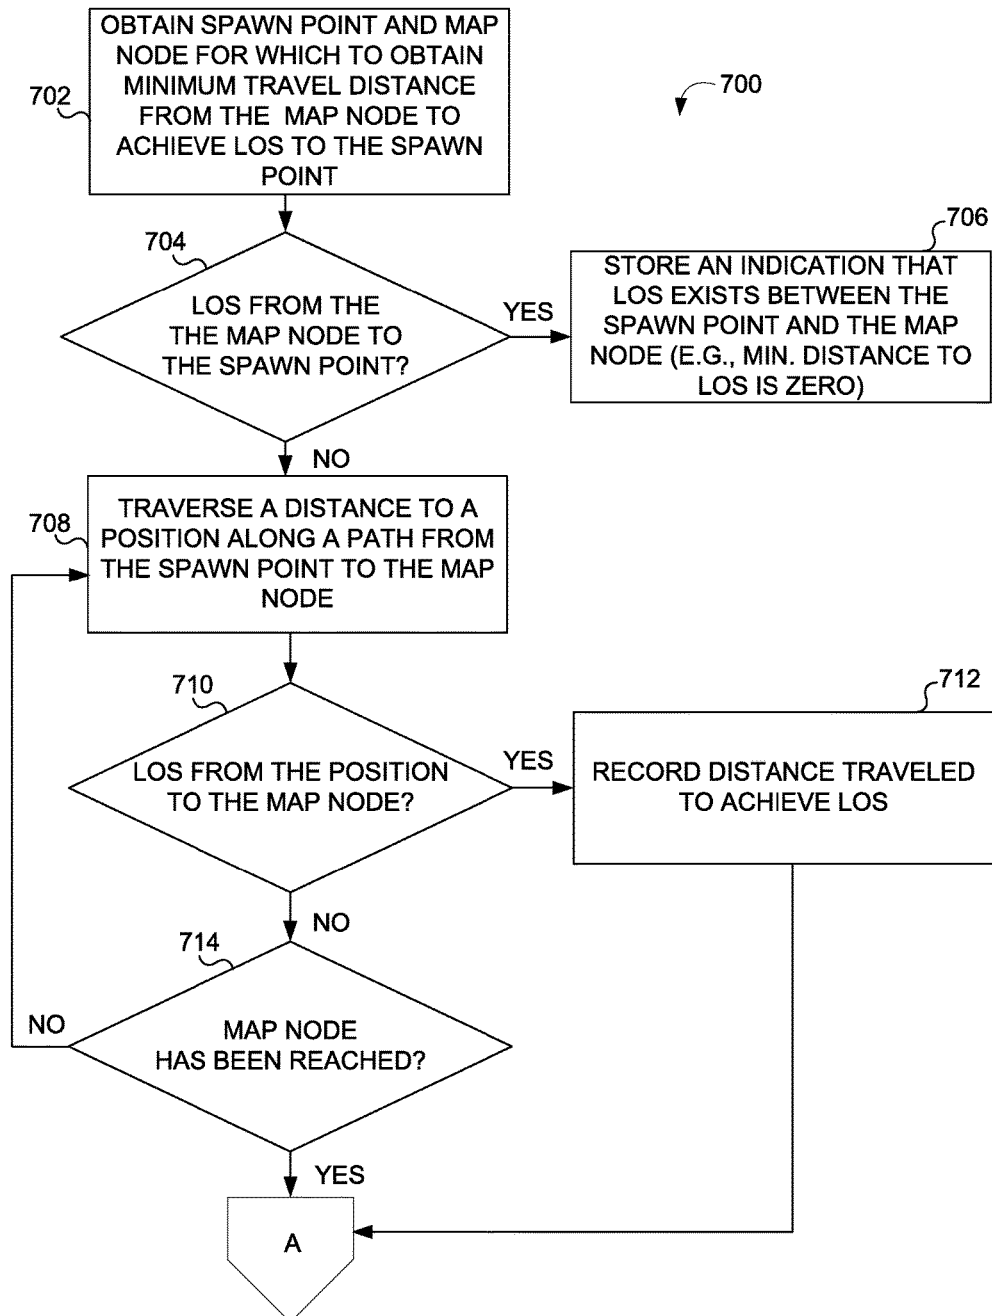 OBTAIN SPAWN POINT AND MAP
NODE FOR WHICH TO OBTAIN
MINIMUM TRAVEL DISTANCE
FROM THE MAP NODE TO
ACHIEVE LOS TO THE SPAWN
POINT
702
700
704
LOS FROM THE
THE MAP NODE TO
THE SPAWN POINT?
YES
706
STORE AN INDICATION THAT
LOS EXISTS BETWEEN THE
SPAWN POINT AND THE MAP
NODE (E.G., MIN. DISTANCE TO
LOS IS ZERO)
NO
708
TRAVERSE A DISTANCE TO A
POSITION ALONG A PATH FROM
THE SPAWN POINT TO THE MAP
NODE
710
LOS FROM THE POSITION
TO THE MAP NODE?
YES
712
RECORD DISTANCE TRAVELED
TO ACHIEVE LOS
NO
714
MAP NODE
HAS BEEN REACHED?
NO
YES
A